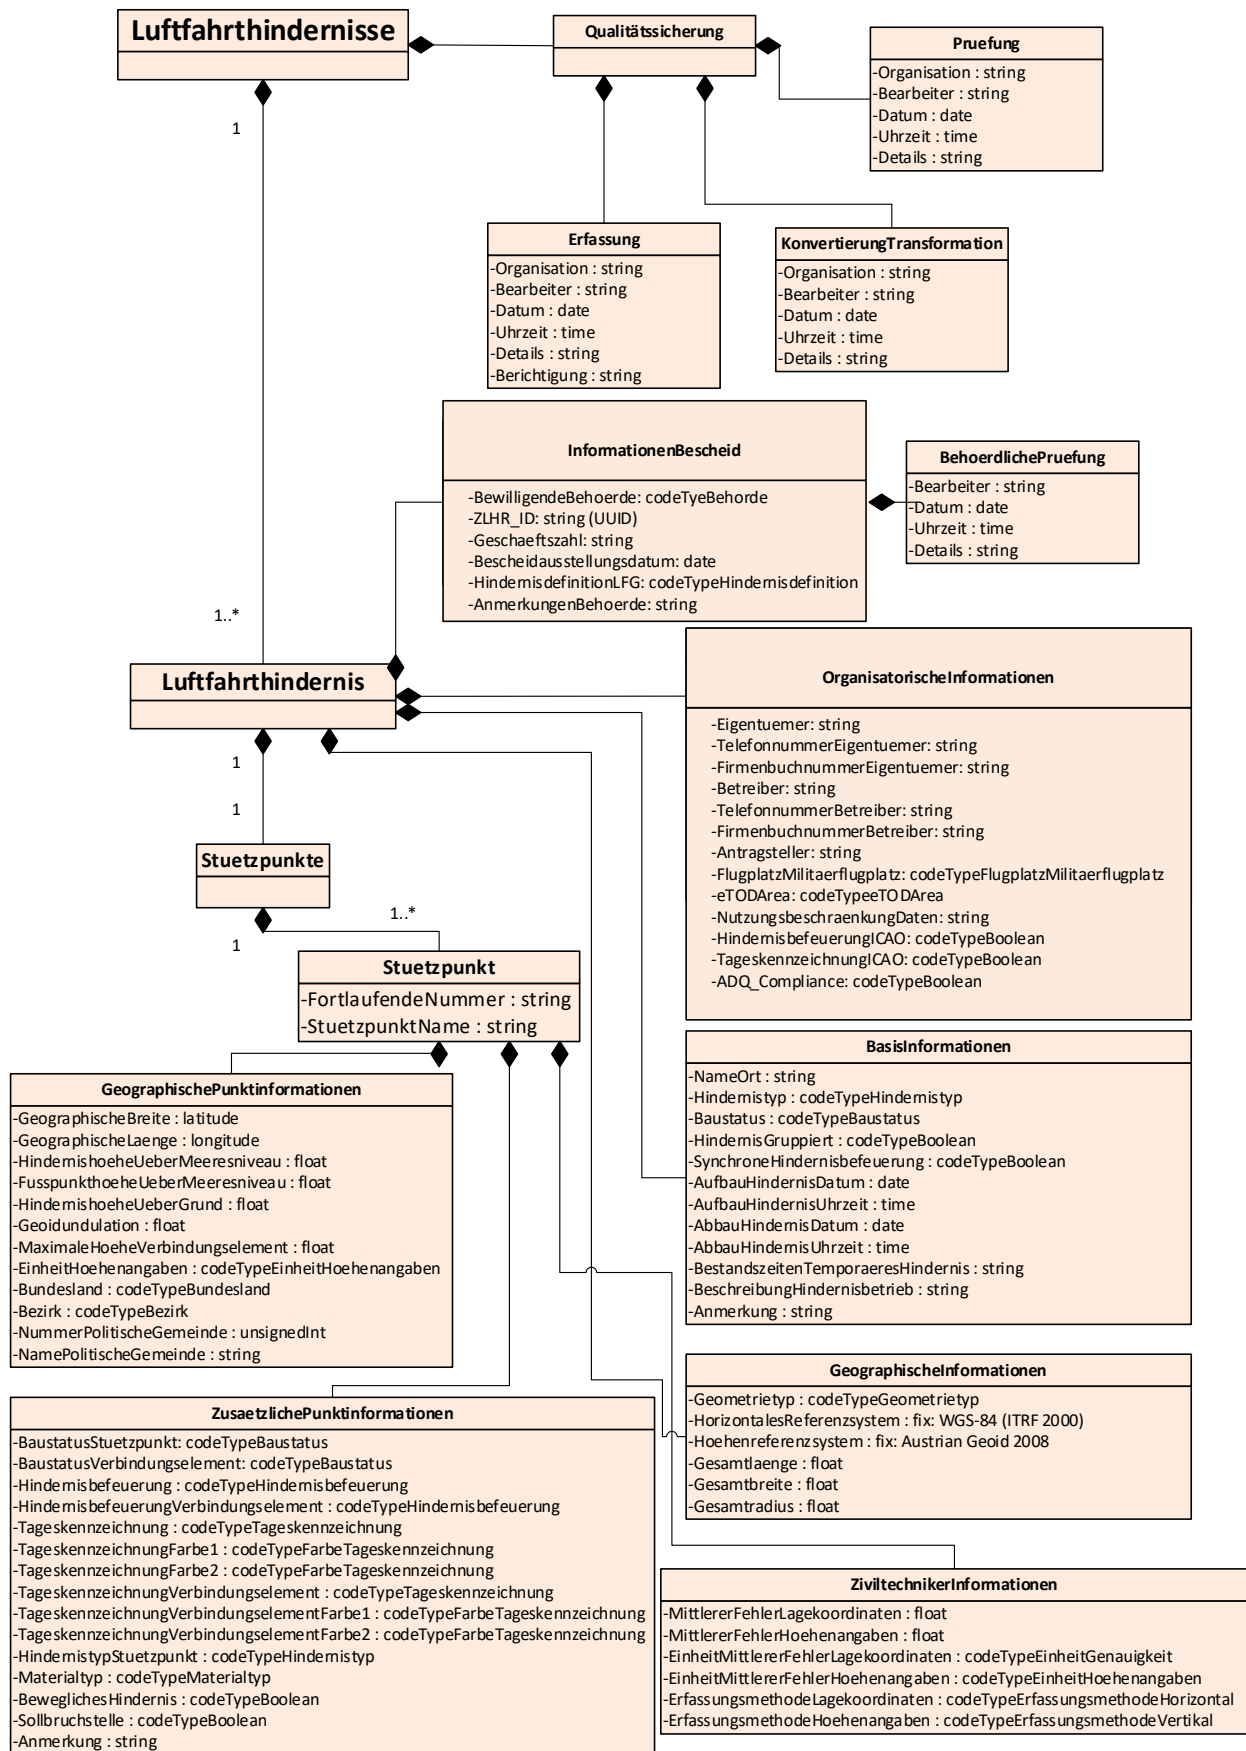 Luftfahrthindernisse
Qualitätssicherung
Pruefung
-Organisation : string
-Bearbeiter : string
-Datum : date
-Uhrzeit : time
-Details : string
1
Erfassung
-Organisation : string
-Bearbeiter : string
-Datum : date
-Uhrzeit : time
-Details : string
-Berichtigung : string
KonvertierungTransformation
-Organisation : string
-Bearbeiter : string
-Datum : date
-Uhrzeit : time
-Details : string
InformationenBescheid
-BewilligendeBehoerde: codeTyeBehorde
-ZLHR_ID: string (UUID)
-Geschaeftszahl: string
-Bescheidausstellungsdatum: date
-HindernisdefinitionLFG: codeTypeHindernisdefinition
-AnmerkungenBehoerde: string
BehoerdlichePruefung
-Bearbeiter : string
-Datum : date
-Uhrzeit : time
-Details : string
1..*
Luftfahrthindernis
OrganisatorischeInformationen
-Eigentuemer: string
-TelefonnummerEigentuemer: string
-FirmenbuchnummerEigentuemer: string
-Betreiber: string
-TelefonnummerBetreiber: string
-FirmenbuchnummerBetreiber: string
-Antragsteller: string
-FlugplatzMilitaerflugplatz: codeTypeFlugplatzMilitaerflugplatz
-eTODArea: codeTypeeTODArea
-NutzungsbeschraenkungDaten: string
-HindernisbefeuerungICAO: codeTypeBoolean
-TageskennzeichnungICAO: codeTypeBoolean
-ADQ_Compliance: codeTypeBoolean
1
1
Stuetzpunkte
1..*
1
Stuetzpunkt
-FortlaufendeNummer : string
-StuetzpunktName : string
BasisInformationen
-NameOrt : string
-Hindernistyp : codeTypeHindernistyp
-Baustatus : codeTypeBaustatus
-HindernisGruppiert : codeTypeBoolean
-SynchroneHindernisbefeuerung : codeTypeBoolean
-AufbauHindernisDatum : date
-AufbauHindernisUhrzeit : time
-AbbauHindernisDatum : date
-AbbauHindernisUhrzeit : time
-BestandszeitenTemporaeresHindernis : string
-BeschreibungHindernisbetrieb : string
-Anmerkung : string
GeographischePunktinformationen
-GeographischeBreite : latitude
-GeographischeLaenge : longitude
-HindernishoeheUeberMeeresniveau : float
-FusspunkthoeheUeberMeeresniveau : float
-HindernishoeheUeberGrund : float
-Geoidundulation : float
-MaximaleHoeheVerbindungselement : float
-EinheitHoehenangaben : codeTypeEinheitHoehenangaben
-Bundesland : codeTypeBundesland
-Bezirk : codeTypeBezirk
-NummerPolitischeGemeinde : unsignedInt
-NamePolitischeGemeinde : string
GeographischeInformationen
-Geometrietyp : codeTypeGeometrietyp
-HorizontalesReferenzsystem : fix: WGS-84 (ITRF 2000)
-Hoehenreferenzsystem : fix: Austrian Geoid 2008
-Gesamtlaenge : float
-Gesamtbreite : float
-Gesamtradius : float
ZusaetzlichePunktinformationen
-BaustatusStuetzpunkt: codeTypeBaustatus
-BaustatusVerbindungselement: codeTypeBaustatus
-Hindernisbefeuerung : codeTypeHindernisbefeuerung
-HindernisbefeuerungVerbindungselement : codeTypeHindernisbefeuerung
-Tageskennzeichnung : codeTypeTageskennzeichnung
-TageskennzeichnungFarbe1 : codeTypeFarbeTageskennzeichnung
-TageskennzeichnungFarbe2 : codeTypeFarbeTageskennzeichnung
-TageskennzeichnungVerbindungselement : codeTypeTageskennzeichnung
-TageskennzeichnungVerbindungselementFarbe1 : codeTypeFarbeTageskennzeichnung
-TageskennzeichnungVerbindungselementFarbe2 : codeTypeFarbeTageskennzeichnung
-HindernistypStuetzpunkt : codeTypeHindernistyp
-Materialtyp : codeTypeMaterialtyp
-BeweglichesHindernis : codeTypeBoolean
-Sollbruchstelle : codeTypeBoolean
-Anmerkung : string
ZiviltechnikerInformationen
-MittlererFehlerLagekoordinaten : float
-MittlererFehlerHoehenangaben : float
-EinheitMittlererFehlerLagekoordinaten : codeTypeEinheitGenauigkeit
-EinheitMittlererFehlerHoehenangaben : codeTypeEinheitHoehenangaben
-ErfassungsmethodeLagekoordinaten : codeTypeErfassungsmethodeHorizontal
-ErfassungsmethodeHoehenangaben : codeTypeErfassungsmethodeVertikal